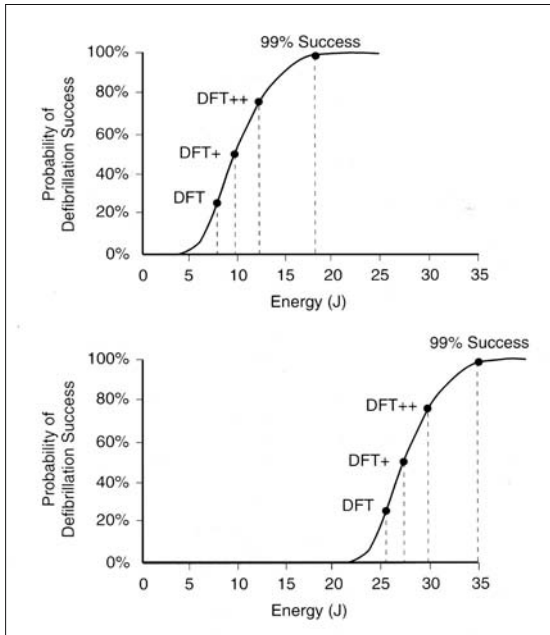 99% Success
100%
80%
60%
40%
20%
0%
DFT++
DFT+
DFT
Probability of
Defibrillation Success
0 5 10 15 20 25 30 35
Energy (J)
99% Success
100%
80%
60%
40%
20%
0%
DFT++
DFT+
DFT
Probability of
Defibrillation Success
0 5 10 15 20 25 30 35
Energy (J)